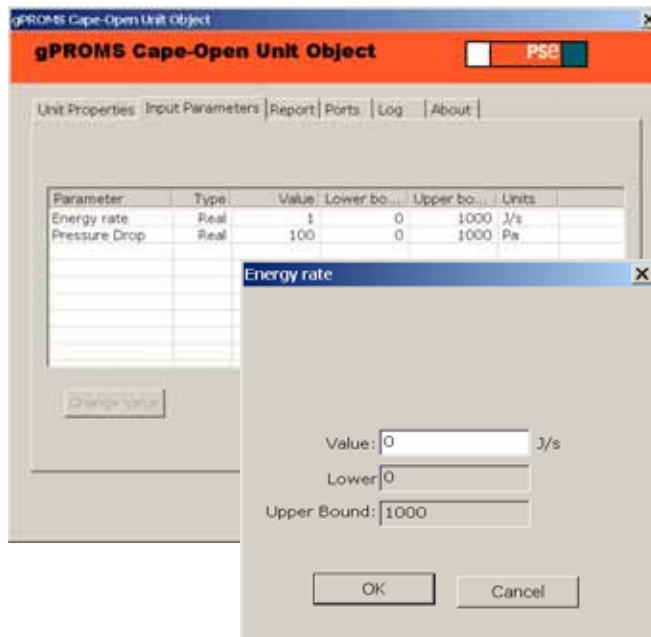 gPROMS Cape-Open Unit Object
gPROMS Cape-Open Unit Object
PSe
Unit Properties Input Parameters Report Ports Log About
Parameter Type Value Lower bo... Upper bo... Units
Energy rate Real 1 0 1000 J/s
Pressure Drop Real 100 0 1000 Pa
Change Value
Energy rate
Value: 0 J/s
Lower 0
Upper Bound: 1000
OK Cancel